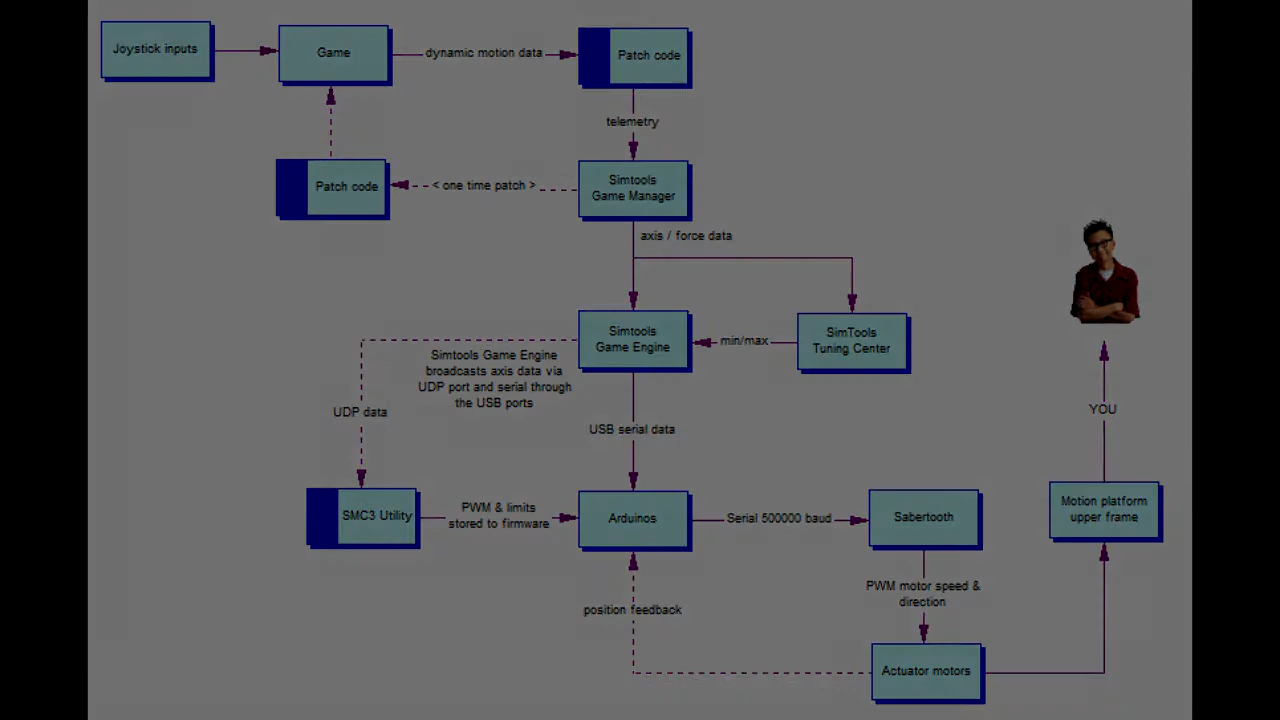 Joystick inputs
Game
dynamic motion data
Patch code
telemetry
Patch code
< one time patch >
Simtools
Game Manager
axis / force data
Simtools
Game Engine
min/max
SimTools
Tuning Center
Simtools Game Engine
broadcasts axis data via
UDP port and serial through
the USB ports
UDP data
USB serial data
YOU
SMC3 Utility
PWM & limits
stored to firmware
Arduinos
Serial 500000 baud
Sabertooth
Motion platform
upper frame
PWM motor speed &
direction
position feedback
Actuator motors